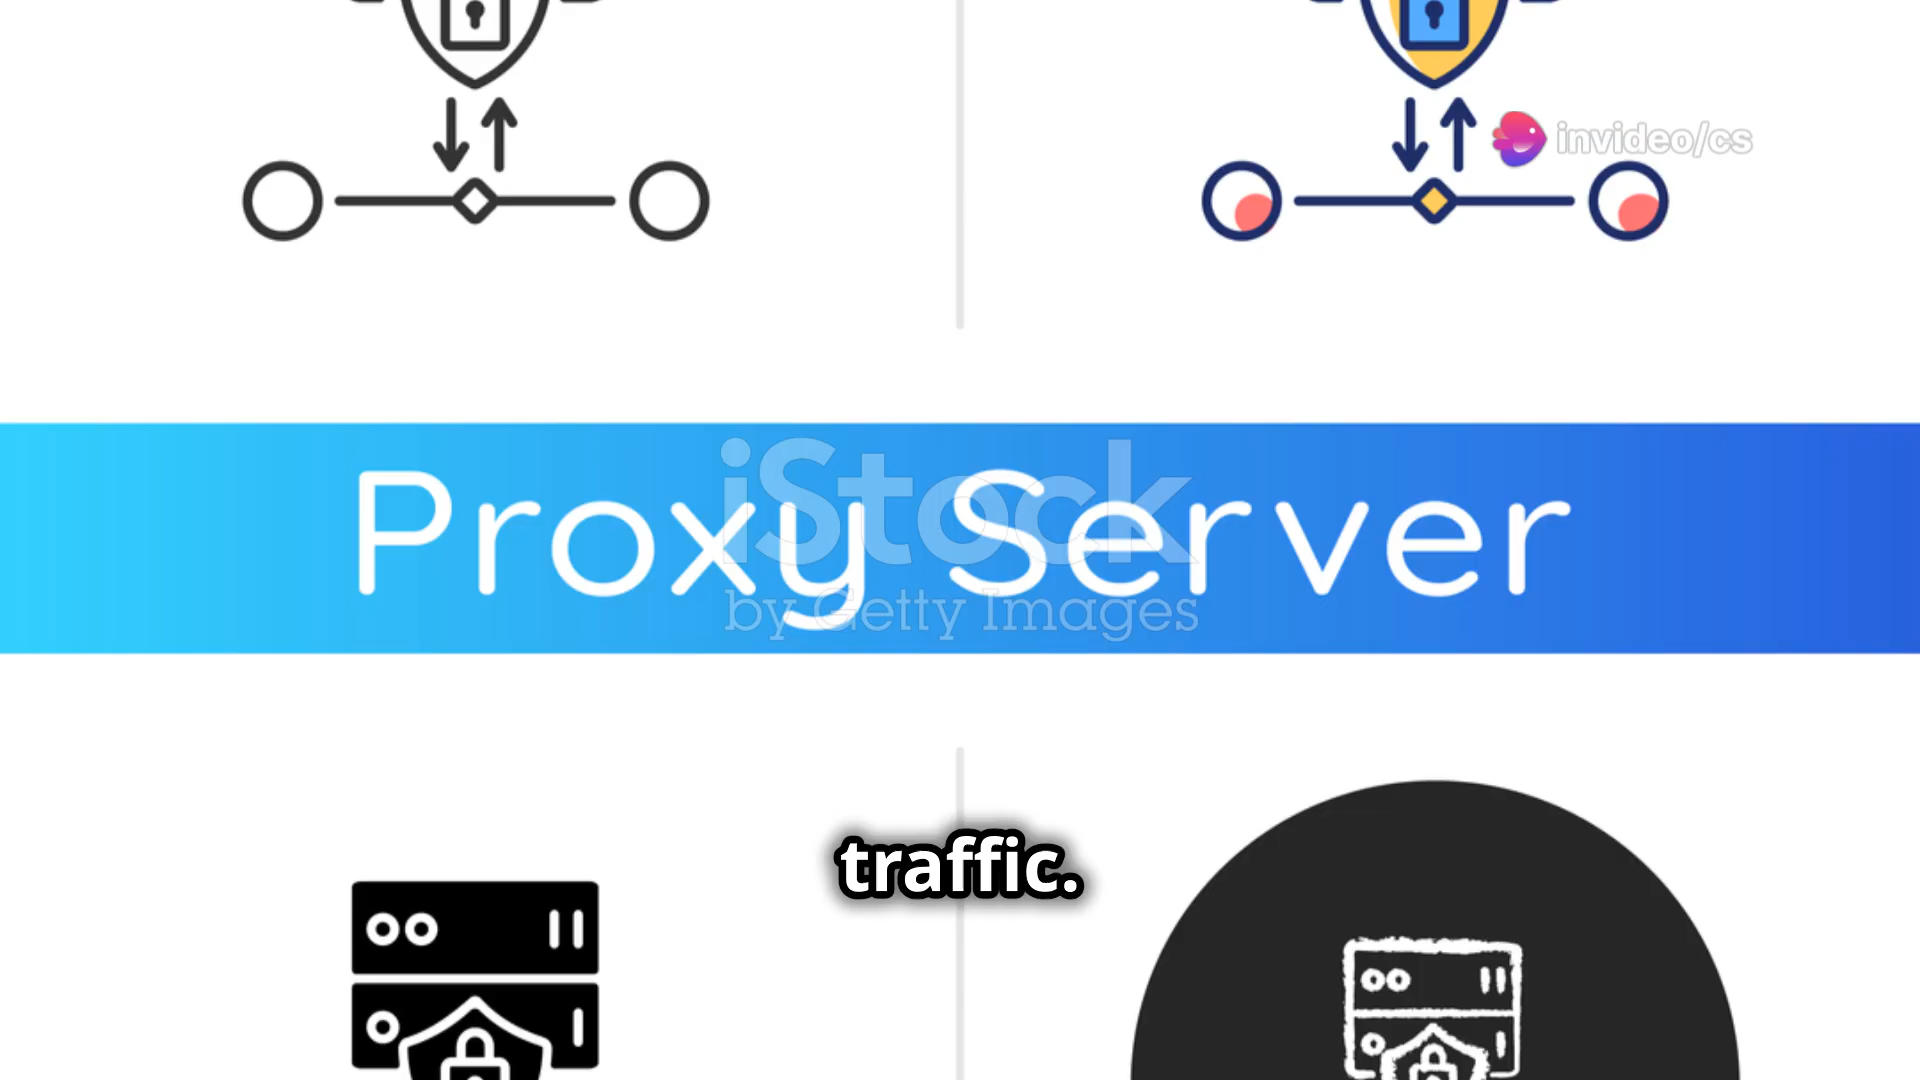 invideo/cs
Proxy Server
iStock
by Getty Images
traffic.